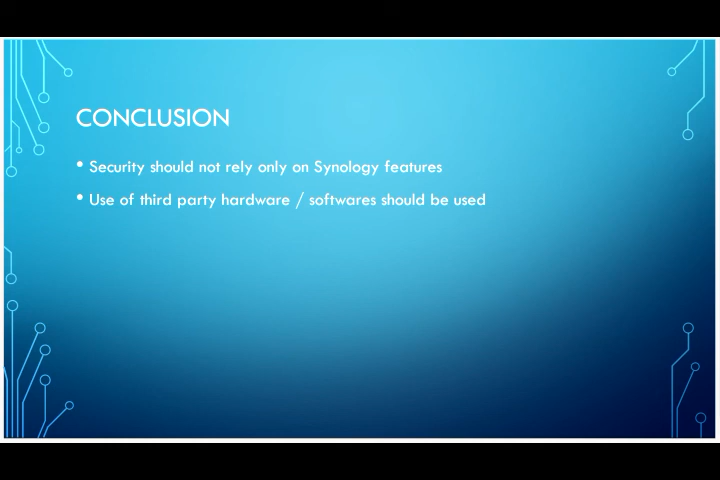 CONCLUSION
• Security should not rely only on Synology features
• Use of third party hardware / softwares should be used